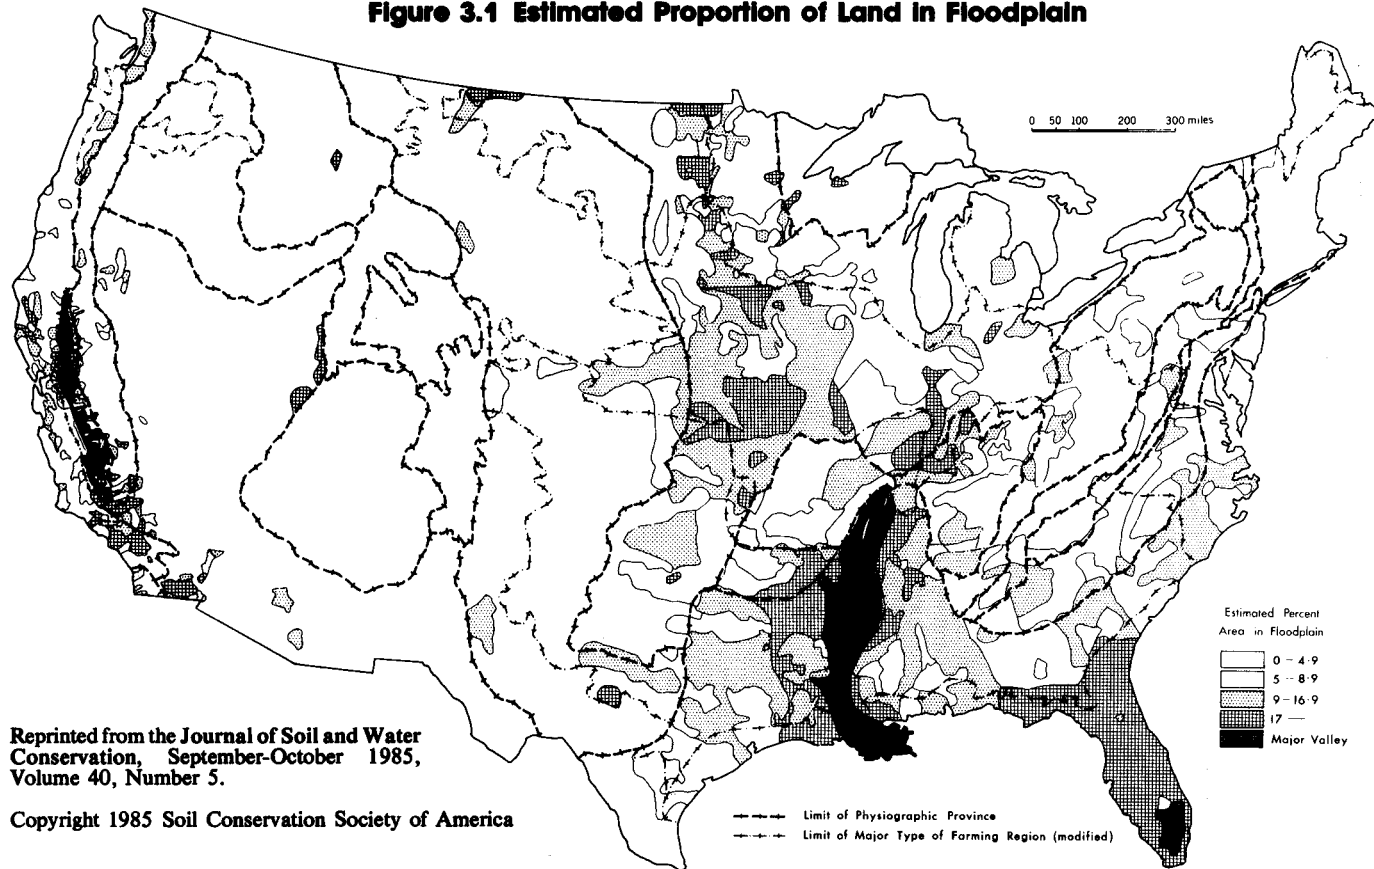 Figure 3.1 Estimated Proportion of Land in Floodplain
0 50 100 200 300 miles
Estimated Percent
Area in Floodplain
0 – 4·9
5 – 8·9
9 – 16·9
17 —
Major Valley
Reprinted from the Journal of Soil and Water
Conservation, September-October 1985,
Volume 40, Number 5.
Copyright 1985 Soil Conservation Society of America
Limit of Physiographic Province
Limit of Major Type of Farming Region (modified)